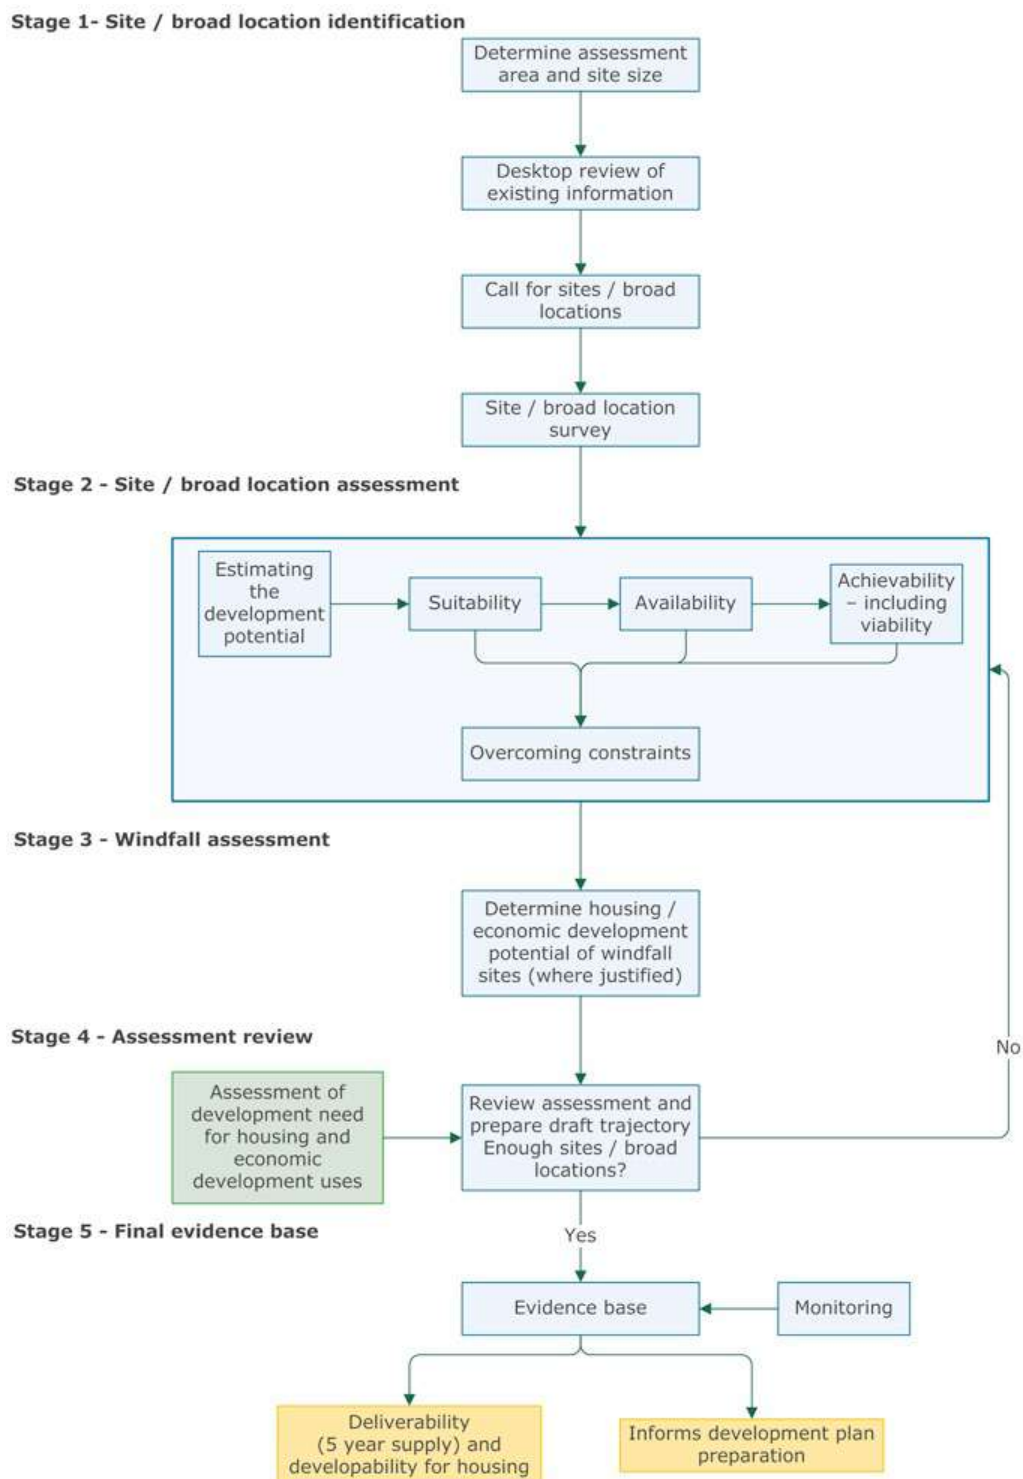 Stage 1- Site / broad location identification
Determine assessment
area and site size
Desktop review of
existing information
Call for sites / broad
locations
Site / broad location
survey
Stage 2 - Site / broad location assessment
Estimating
the
development
potential
Suitability
Availability
Achievability
– including
viability
Overcoming constraints
Stage 3 - Windfall assessment
Determine housing /
economic development
potential of windfall
sites (where justified)
Stage 4 - Assessment review
No
Assessment of
development need
for housing and
economic
development uses
Review assessment and
prepare draft trajectory
Enough sites / broad
locations?
Stage 5 - Final evidence base
Yes
Evidence base
Monitoring
Deliverability
(5 year supply) and
developability for housing
Informs development plan
preparation